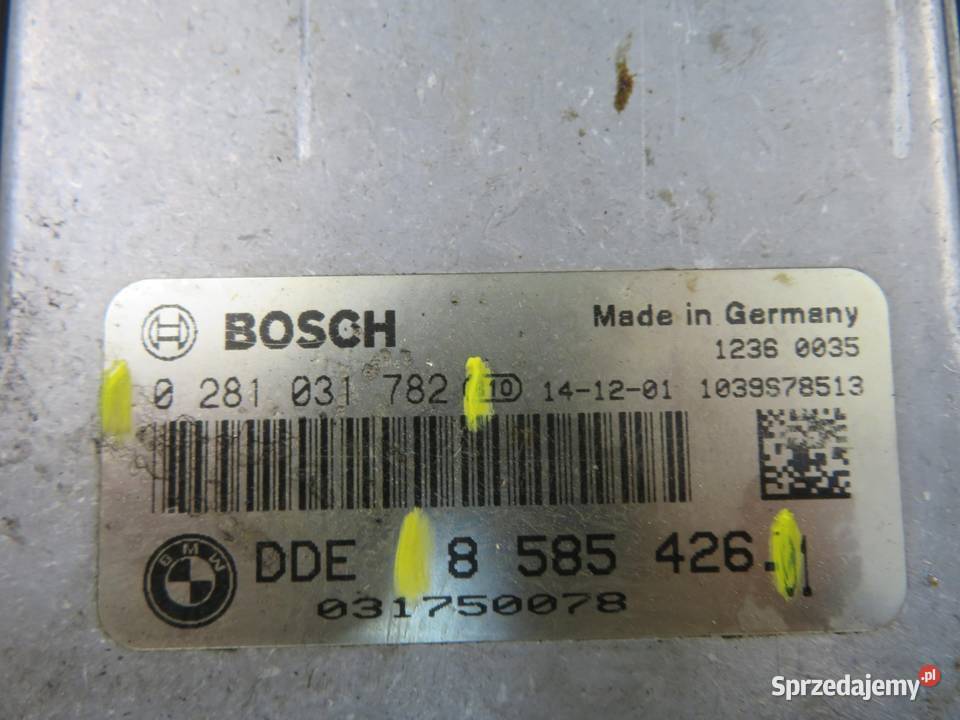 BOSCH
Made in Germany
1236 0035
0 281 031 782 14-12-01 1039S78513
BMW
DDE 8 585 426
031750078
Sprzedajemy.pl